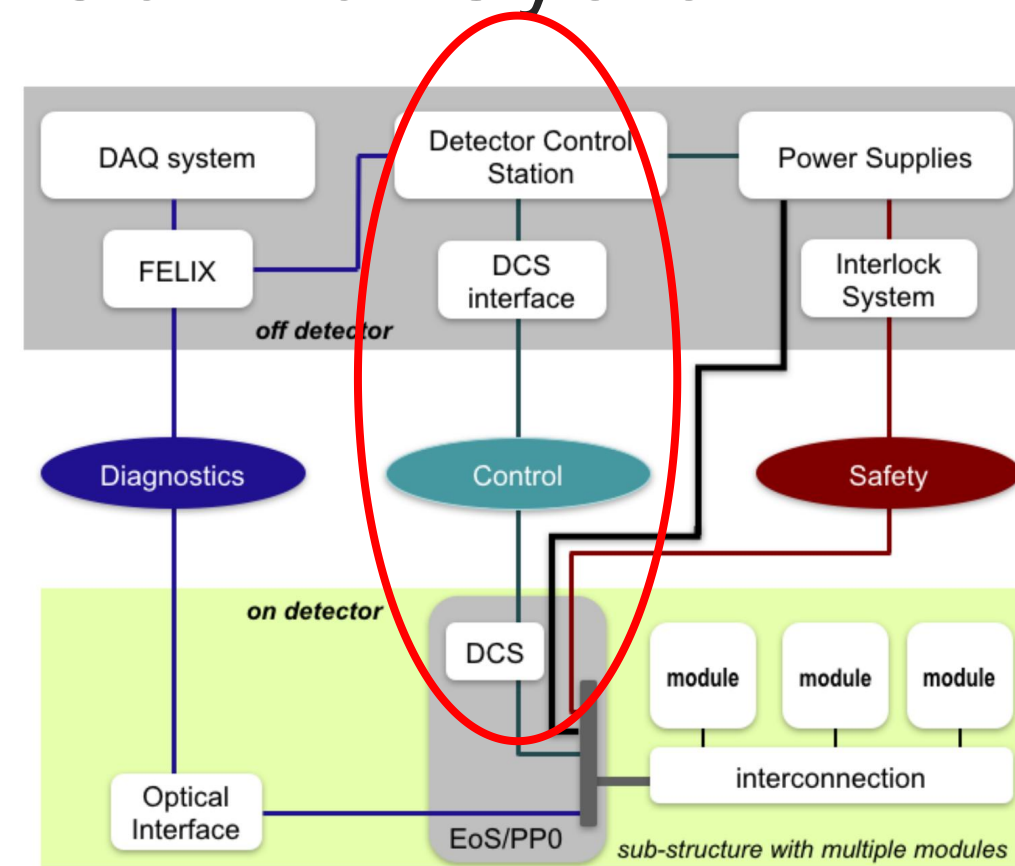 DAQ system
Detector Control
Station
Power Supplies
FELIX
DCS
interface
Interlock
System
off detector
Diagnostics
Control
Safety
on detector
DCS
module
module
module
interconnection
Optical
Interface
EoS/PP0
sub-structure with multiple modules